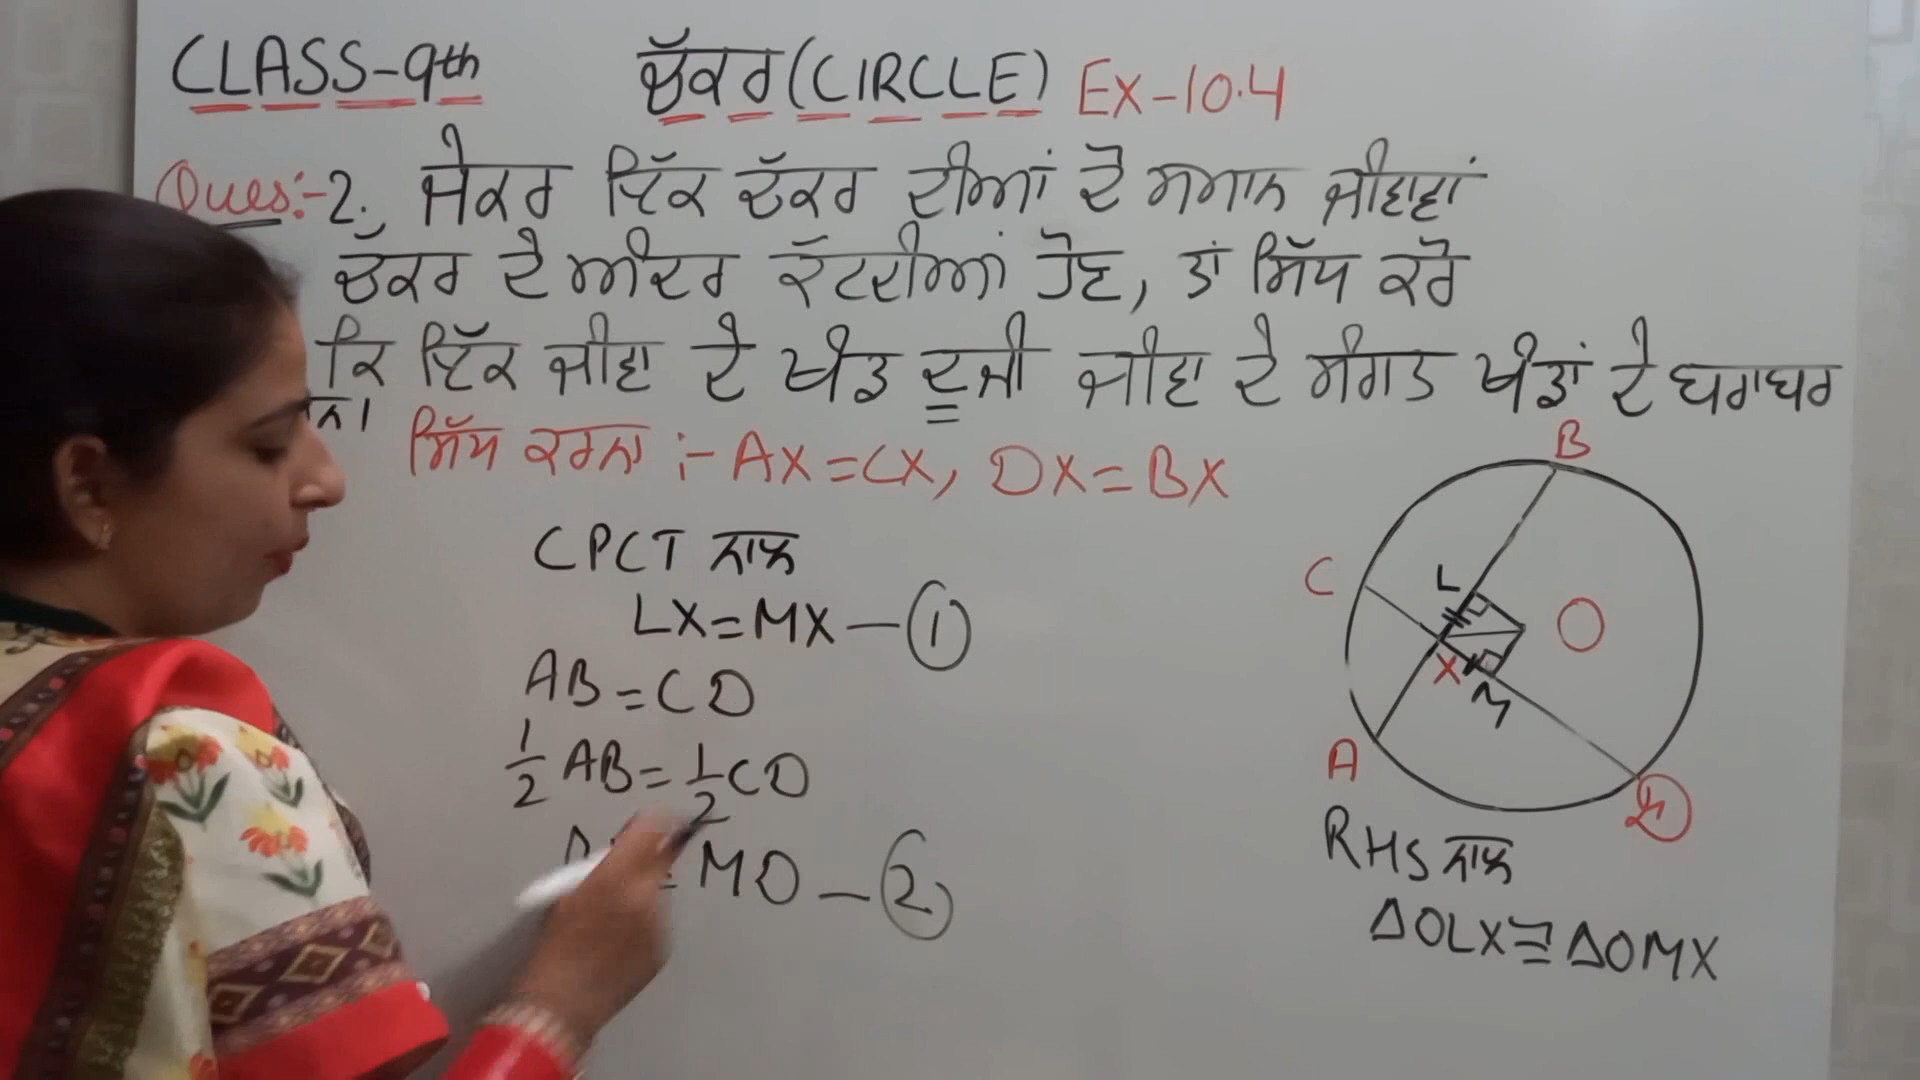 CLASS-9th ਚੱਕਰ(CIRCLE) EX-10.4
Ques:-2. ਜੇਕਰ ਇੱਕ ਚੱਕਰ ਦੀਆਂ ਦੋ ਸਮਾਨ ਜੀਵਾਵਾਂ
ਚੱਕਰ ਦੇ ਅੰਦਰ ਕੱਟਦੀਆਂ ਹੋਣ, ਤਾਂ ਸਿੱਧ ਕਰੋ
ਕਿ ਇੱਕ ਜੀਵਾ ਦੇ ਖੰਡ ਦੂਜੀ ਜੀਵਾ ਦੇ ਸੰਗਤ ਖੰਡਾਂ ਦੇ ਬਰਾਬਰ
ਸਿੱਧ ਕਰਨਾ :- AX=CX, DX=BX
CPCT ਨਾਲ
LX=MX—①
AB=CD
1/2 AB=1/2 CD
=MD—②
B
C
L
O
X
M
A
D
RHS ਨਾਲ
ΔOLX≅ΔOMX